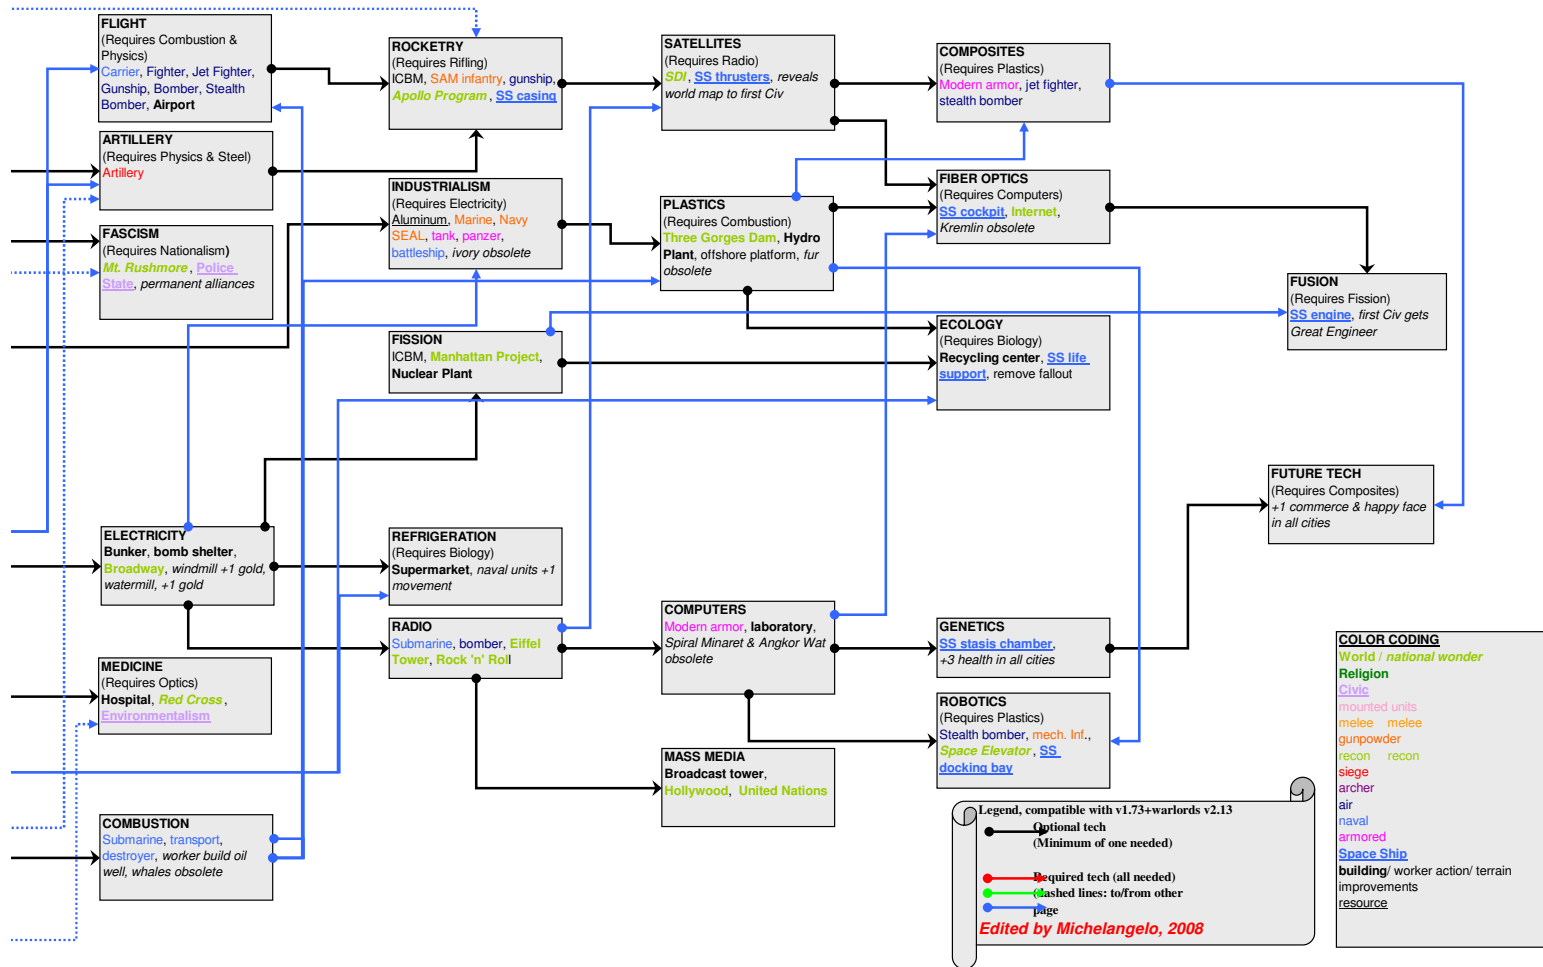 FLIGHT
(Requires Combustion &
Physics)
Carrier, Fighter, Jet Fighter,
Gunship, Bomber, Stealth
Bomber, Airport
ARTILLERY
(Requires Physics & Steel)
Artillery
FASCISM
(Requires Nationalism)
Mt. Rushmore, Police
State, permanent alliances
ELECTRICITY
Bunker, bomb shelter,
Broadway, windmill +1 gold,
watermill, +1 gold
MEDICINE
(Requires Optics)
Hospital, Red Cross,
Environmentalism
COMBUSTION
Submarine, transport,
destroyer, worker build oil
well, whales obsolete
ROCKETRY
(Requires Rifling)
ICBM, SAM infantry, gunship,
Apollo Program, SS casing
INDUSTRIALISM
(Requires Electricity)
Aluminum, Marine, Navy
SEAL, tank, panzer,
battleship, ivory obsolete
FISSION
ICBM, Manhattan Project,
Nuclear Plant
REFRIGERATION
(Requires Biology)
Supermarket, naval units +1
movement
RADIO
Submarine, bomber, Eiffel
Tower, Rock 'n' Roll
SATELLITES
(Requires Radio)
SDI, SS thrusters, reveals
world map to first Civ
PLASTICS
(Requires Combustion)
Three Gorges Dam, Hydro
Plant, offshore platform, fur
obsolete
COMPUTERS
Modern armor, laboratory,
Spiral Minaret & Angkor Wat
obsolete
MASS MEDIA
Broadcast tower,
Hollywood, United Nations
COMPOSITES
(Requires Plastics)
Modern armor, jet fighter,
stealth bomber
FIBER OPTICS
(Requires Computers)
SS cockpit, Internet,
Kremlin obsolete
ECOLOGY
(Requires Biology)
Recycling center, SS life
support, remove fallout
GENETICS
SS stasis chamber,
+3 health in all cities
ROBOTICS
(Requires Plastics)
Stealth bomber, mech. Inf.,
Space Elevator, SS
docking bay
FUSION
(Requires Fission)
SS engine, first Civ gets
Great Engineer
FUTURE TECH
(Requires Composites)
+1 commerce & happy face
in all cities
Legend, compatible with v1.73+warlords v2.13
Optional tech
(Minimum of one needed)
Required tech (all needed)
(dashed lines: to/from other
page
Edited by Michelangelo, 2008
COLOR CODING
World / national wonder
Religion
Civic
mounted units
melee melee
gunpowder
recon recon
siege
archer
air
naval
armored
Space Ship
building/ worker action/ terrain
improvements
resource